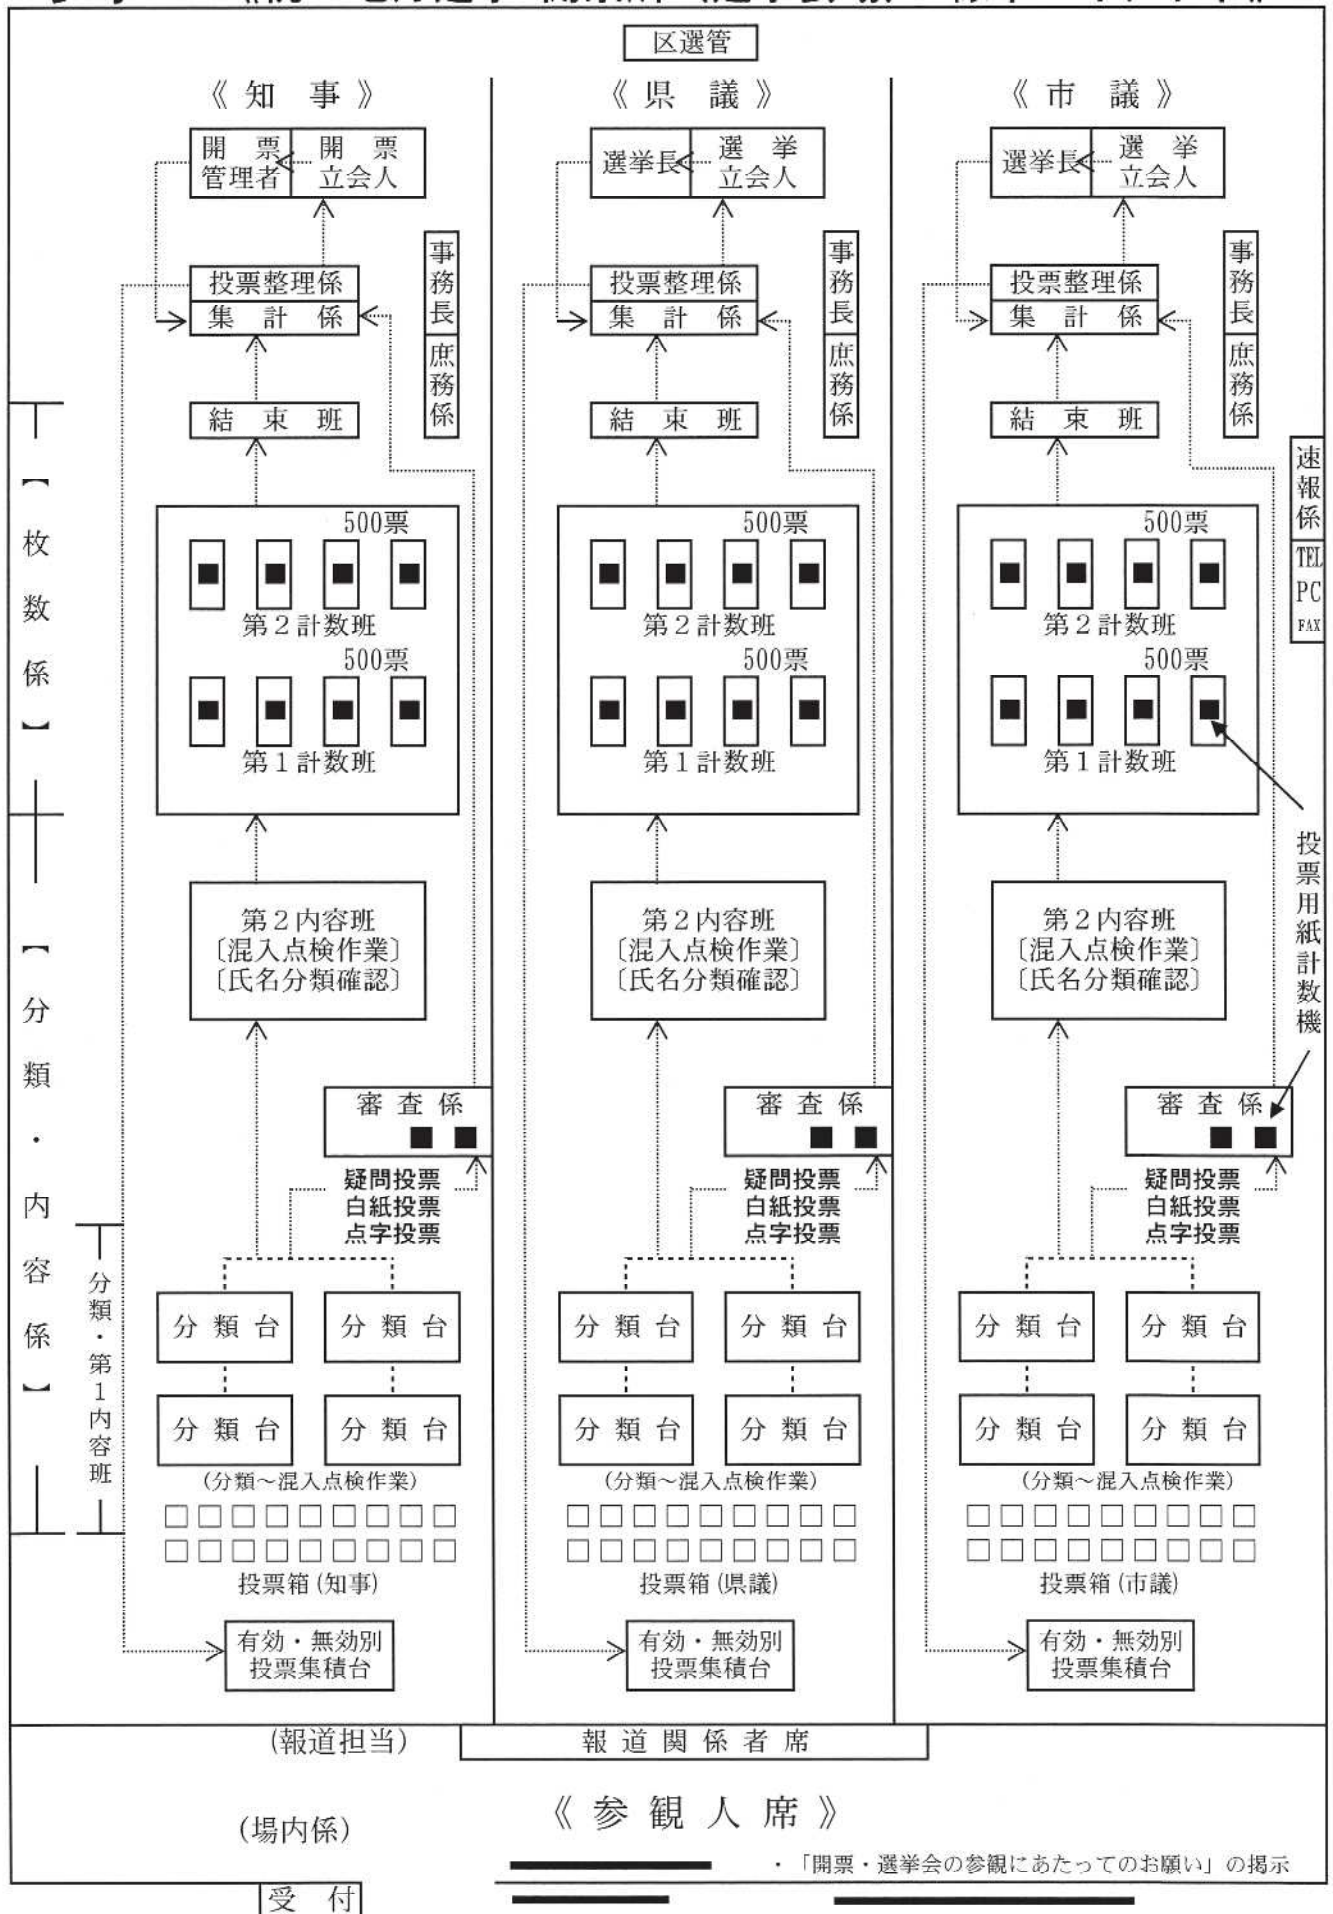 区選管
《 知　事 》
開　票
管理者
開　票
立会人
投票整理係
集　計　係
事務長
庶務係
結　束　班
500票
第２計数班
500票
第１計数班
第２内容班
〔混入点検作業〕
〔氏名分類確認〕
審 査 係
疑問投票
白紙投票
点字投票
分 類 台
分 類 台
分 類 台
分 類 台
(分類～混入点検作業)
投票箱 (知事)
有効・無効別
投票集積台
《 県　議 》
選挙長
選　挙
立会人
投票整理係
集　計　係
事務長
庶務係
結　束　班
500票
第２計数班
500票
第１計数班
第２内容班
〔混入点検作業〕
〔氏名分類確認〕
審 査 係
疑問投票
白紙投票
点字投票
分 類 台
分 類 台
分 類 台
分 類 台
(分類～混入点検作業)
投票箱 (県議)
有効・無効別
投票集積台
《 市　議 》
選挙長
選　挙
立会人
投票整理係
集　計　係
事務長
庶務係
結　束　班
500票
第２計数班
500票
第１計数班
第２内容班
〔混入点検作業〕
〔氏名分類確認〕
審 査 係
疑問投票
白紙投票
点字投票
分 類 台
分 類 台
分 類 台
分 類 台
(分類～混入点検作業)
投票箱 (市議)
有効・無効別
投票集積台
速報係
TEL
PC
FAX
投票用紙計数機
【 枚 数 係 】
【 分 類 ・ 内 容 係 】
分類・第１内容班
(報道担当)
報 道 関 係 者 席
《 参 観 人 席 》
(場内係)
・「開票・選挙会の参観にあたってのお願い」の掲示
受　付